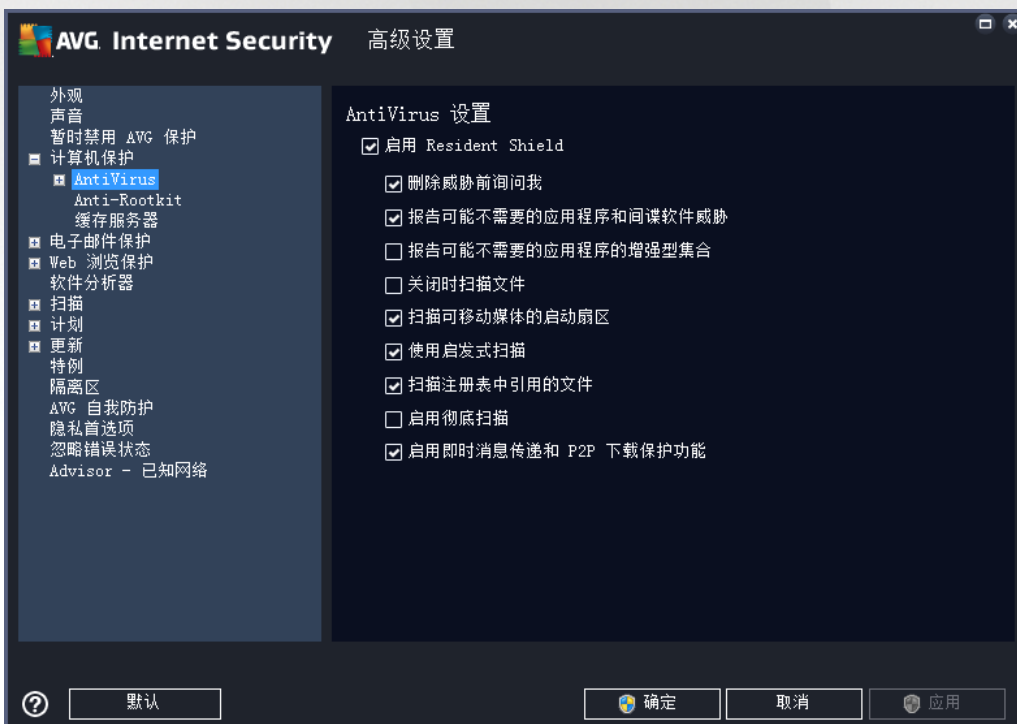 AVG. Internet Security 高级设置
外观
声音
暂时禁用 AVG 保护
计算机保护
AntiVirus
Anti-Rootkit
缓存服务器
电子邮件保护
Web 浏览保护
软件分析器
扫描
计划
更新
特例
隔离区
AVG 自我防护
隐私首选项
忽略错误状态
Advisor - 已知网络
AntiVirus 设置
启用 Resident Shield
删除威胁前询问我
报告可能不需要的应用程序和间谍软件威胁
报告可能不需要的应用程序的增强型集合
关闭时扫描文件
扫描可移动媒体的启动扇区
使用启发式扫描
扫描注册表中引用的文件
启用彻底扫描
启用即时消息传递和 P2P 下载保护功能
默认
确定
取消
应用